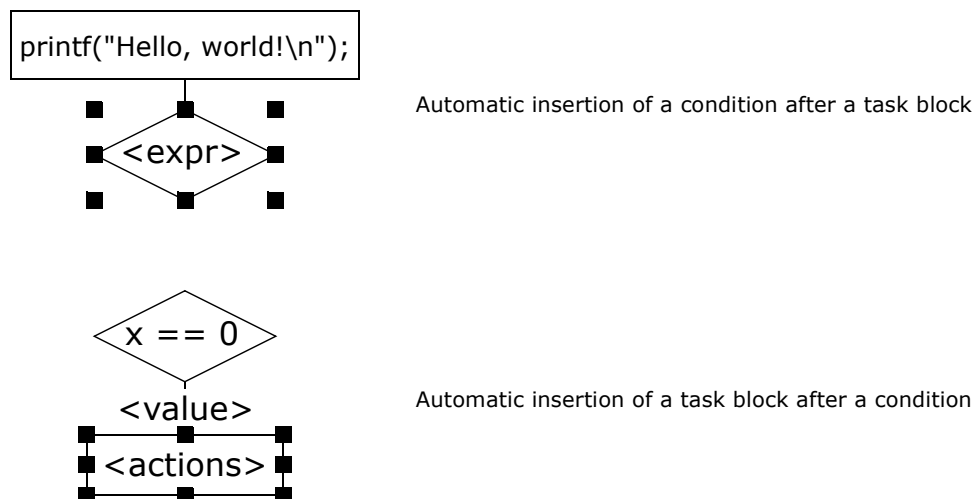 printf("Hello, world!\n");
Automatic insertion of a condition after a task block
<expr>
x == 0
<value>
Automatic insertion of a task block after a condition
<actions>